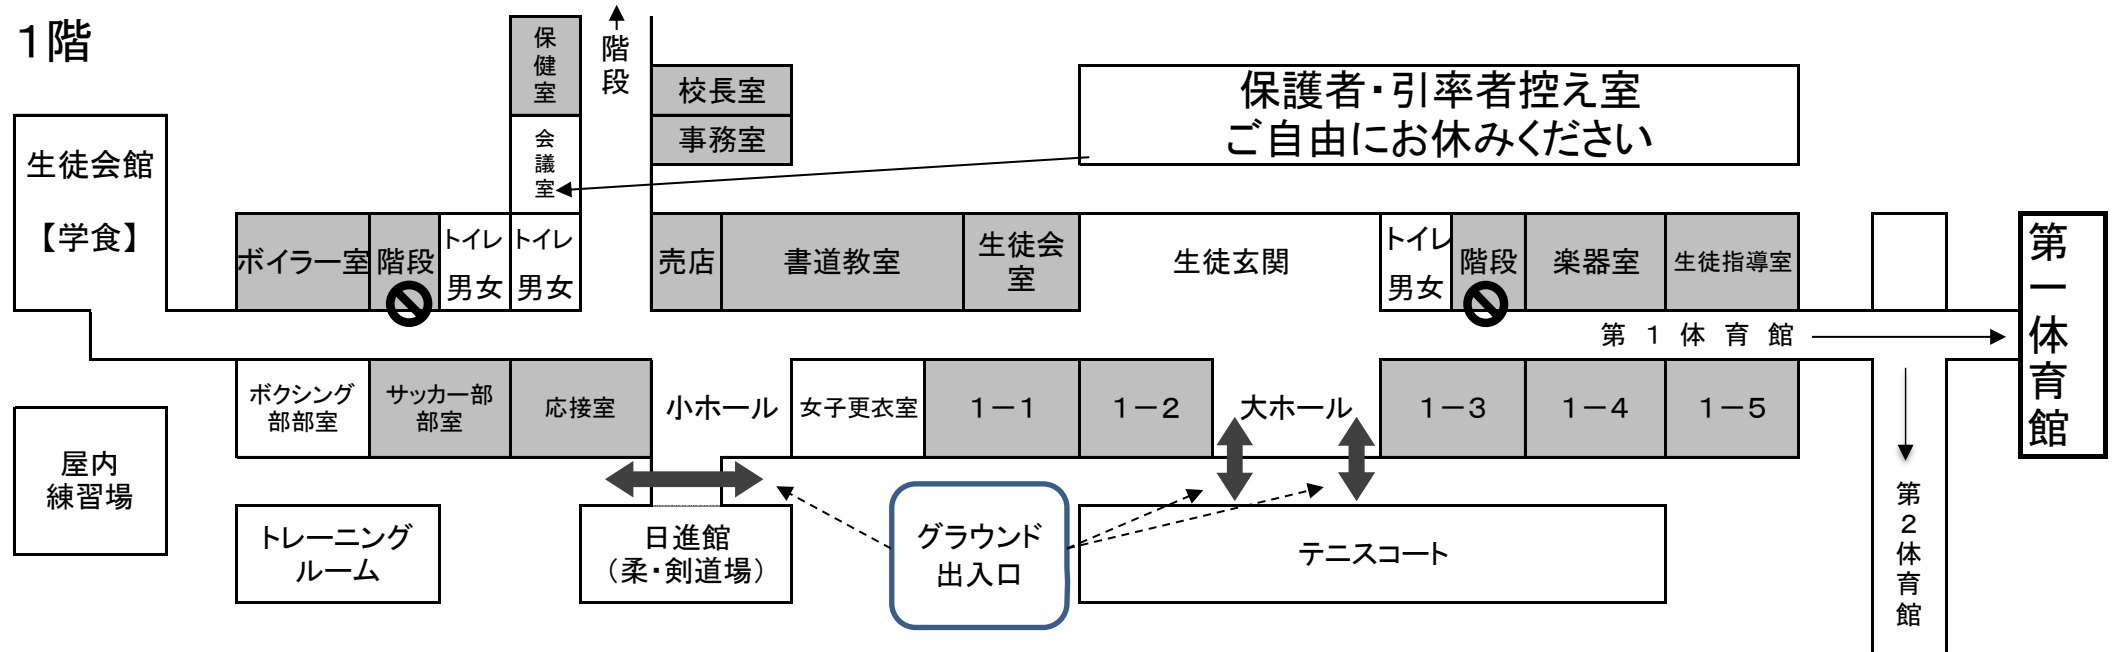 1階
保健室
階段
校長室
事務室
保護者・引率者控え室
ご自由にお休みください
会議室
生徒会館
【学食】
ボイラー室
階段
トイレ
男女
トイレ
男女
売店
書道教室
生徒会
室
生徒玄関
トイレ
男女
階段
楽器室
生徒指導室
第一体育館
第1体育館
ボクシング
部部室
サッカー部
部室
応接室
小ホール
女子更衣室
1－1
1－2
大ホール
1－3
1－4
1－5
屋内
練習場
トレーニング
ルーム
日進館
（柔・剣道場）
グラウンド
出入口
テニスコート
第2体育館